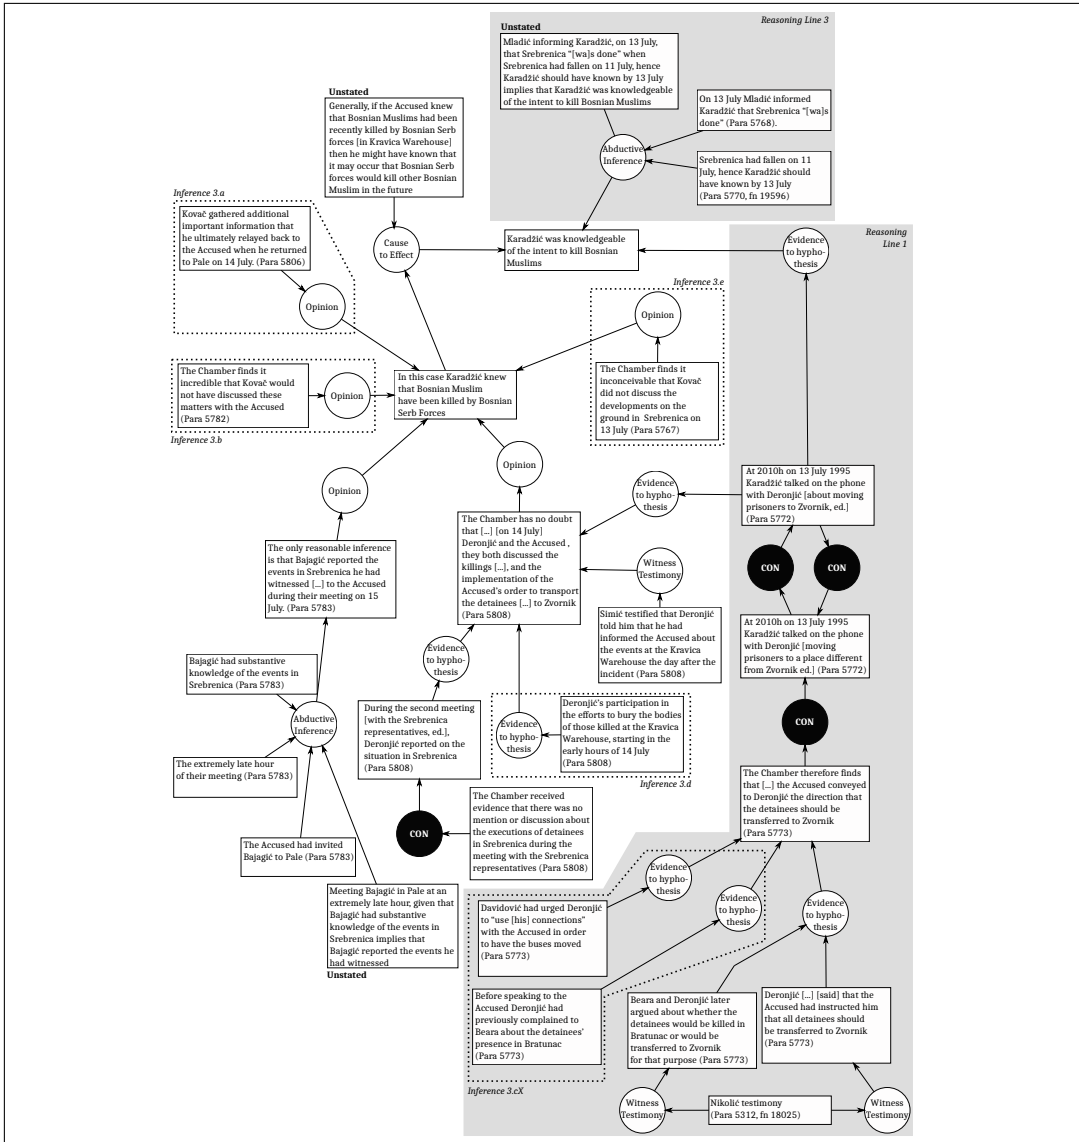 Reasoning Line 3
Unstated
Mladić informing Karadžić, on 13 July,
that Srebrenica “[wa]s done” when
Srebrenica had fallen on 11 July, hence
Karadžić should have known by 13 July
implies that Karadžić was knowledgeable
of the intent to kill Bosnian Muslims
On 13 July Mladić informed
Karadžić that Srebrenica “[wa]s
done” (Para 5768).
Abductive
Inference
Srebrenica had fallen on 11
July, hence Karadžić should
have known by 13 July
(Para 5770, fn 19596)
Unstated
Generally, if the Accused knew
that Bosnian Muslims had been
recently killed by Bosnian Serb
forces [in Kravica Warehouse]
then he might have known that
it may occur that Bosnian Serb
forces would kill other Bosnian
Muslim in the future
Inference 3.a
Kovač gathered additional
important information that
he ultimately relayed back to
the Accused when he returned
to Pale on 14 July. (Para 5806)
Opinion
Cause
to Effect
Karadžić was knowledgeable
of the intent to kill Bosnian
Muslims
Evidence
to hypho-
thesis
Reasoning
Line 1
Inference 3.e
Opinion
The Chamber finds it
inconceivable that Kovač
did not discuss the
developments on the
ground in Srebrenica on
13 July (Para 5767)
The Chamber finds it
incredible that Kovač would
not have discussed these
matters with the Accused
(Para 5782)
Opinion
Inference 3.b
In this case Karadžić knew
that Bosnian Muslim
have been killed by Bosnian
Serb Forces
Opinion
Opinion
Evidence
to hypho-
thesis
At 2010h on 13 July 1995
Karadžić talked on the phone
with Deronjić [about moving
prisoners to Zvornik, ed.]
(Para 5772)
The only reasonable inference
is that Bajagić reported the
events in Srebrenica he had
witnessed [...] to the Accused
during their meeting on 15
July. (Para 5783)
The Chamber has no doubt
that [...] [on 14 July]
Deronjić and the Accused ,
they both discussed the
killings [...], and the
implementation of the
Accused’s order to transport
the detainees [...] to Zvornik
(Para 5808)
Witness
Testimony
Simić testified that Deronjić
told him that he had
informed the Accused about
the events at the Kravica
Warehouse the day after the
incident (Para 5808)
CON
CON
At 2010h on 13 July 1995
Karadžić talked on the phone
with Deronjić [moving
prisoners to a place different
from Zvornik ed.] (Para 5772)
CON
Bajagić had substantive
knowledge of the events in
Srebrenica (Para 5783)
Abductive
Inference
The extremely late hour
of their meeting (Para 5783)
The Accused had invited
Bajagić to Pale (Para 5783)
Meeting Bajagić in Pale at an
extremely late hour, given that
Bajagić had substantive
knowledge of the events in
Srebrenica implies that
Bajagić reported the events he
had witnessed
Unstated
Evidence
to hypho-
thesis
During the second meeting
[with the Srebrenica
representatives, ed.],
Deronjić reported on the
situation in Srebrenica
(Para 5808)
Evidence
to hypho-
thesis
Deronjić’s participation in
the efforts to bury the bodies
of those killed at the Kravica
Warehouse, starting in the
early hours of 14 July
(Para 5808)
Inference 3.d
CON
The Chamber received
evidence that there was no
mention or discussion about
the executions of detainees
in Srebrenica during the
meeting with the Srebrenica
representatives (Para 5808)
The Chamber therefore finds
that [...] the Accused conveyed
to Deronjić the direction that
the detainees should be
transferred to Zvornik
(Para 5773)
Evidence
to hypho-
thesis
Evidence
to hypho-
thesis
Evidence
to hypho-
thesis
Davidović had urged Deronjić
to “use [his] connections”
with the Accused in order
to have the buses moved
(Para 5773)
Before speaking to the
Accused Deronjić had
previously complained to
Beara about the detainees’
presence in Bratunac
(Para 5773)
Inference 3.cX
Beara and Deronjić later
argued about whether the
detainees would be killed in
Bratunac or would be
transferred to Zvornik
for that purpose (Para 5773)
Deronjić [...] [said] that the
Accused had instructed him
that all detainees should
be transferred to Zvornik
(Para 5773)
Witness
Testimony
Nikolić testimony
(Para 5312, fn 18025)
Witness
Testimony